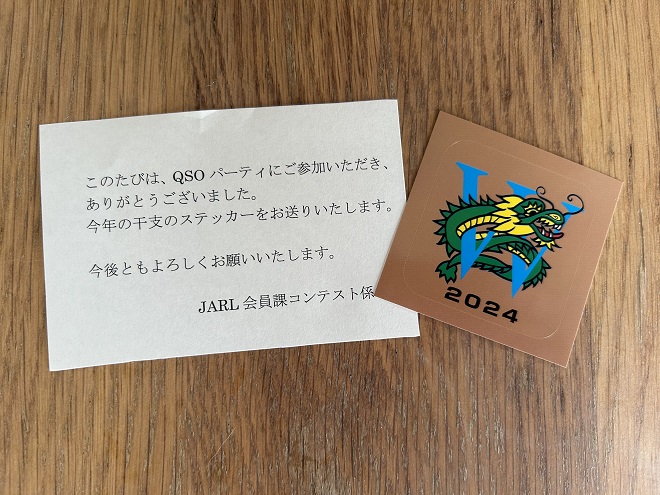 このたびは、QSO パーティにご参加いただき、
ありがとうございました。
今年の干支のステッカーをお送りいたします。
今後ともよろしくお願いいたします。
JARL 会員課コンテスト係
W
2024